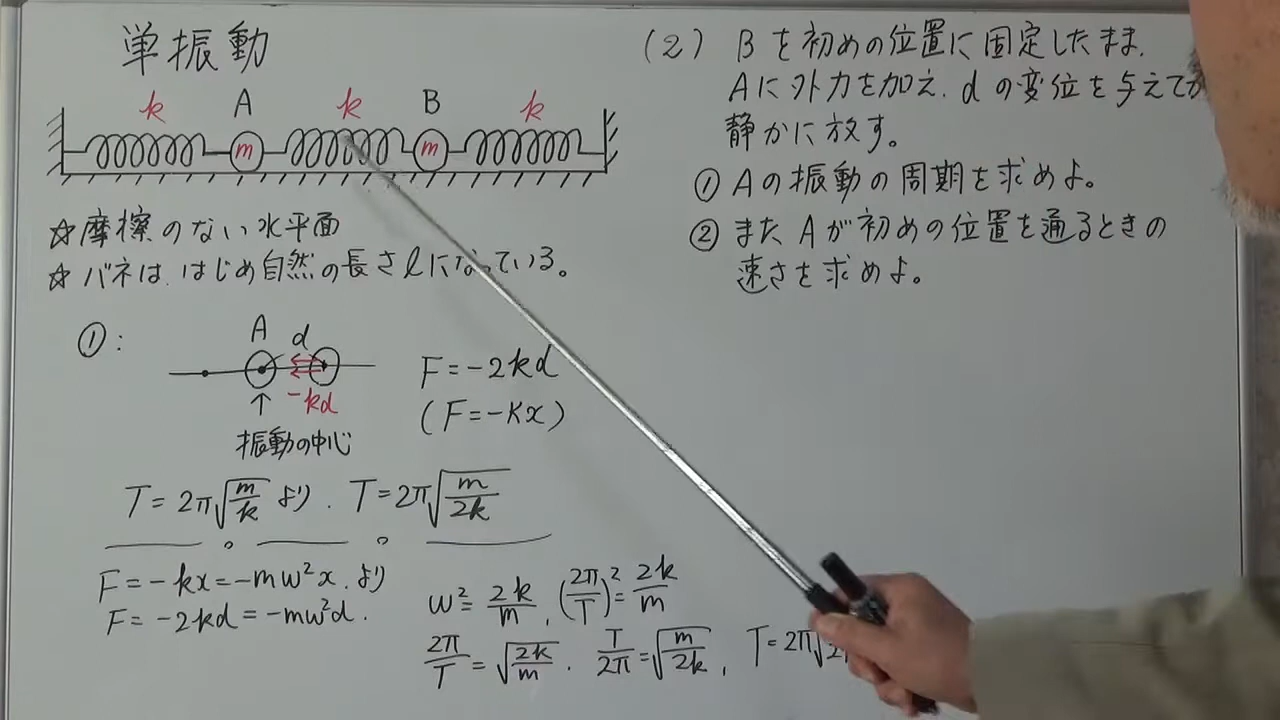 単振動
k A k B k
m m
☆摩擦のない水平面
☆バネは、はじめ自然の長さℓになっている。
①:
A d
-kd
↑
振動の中心
F=-2kd
(F=-Kx)
T=2π√(m/k) より、T=2π√(m/2k)
F=-kx=-mω²x より
F=-2kd=-mω²d.
ω²=2k/m, (2π/T)²=2k/m
2π/T=√(2k/m). T/2π=√(m/2k), T=2π√
(2) Bを初めの位置に固定したまま、
Aに外力を加え、dの変位を与えて
静かに放す。
①Aの振動の周期を求めよ。
②またAが初めの位置を通るときの
速さを求めよ。